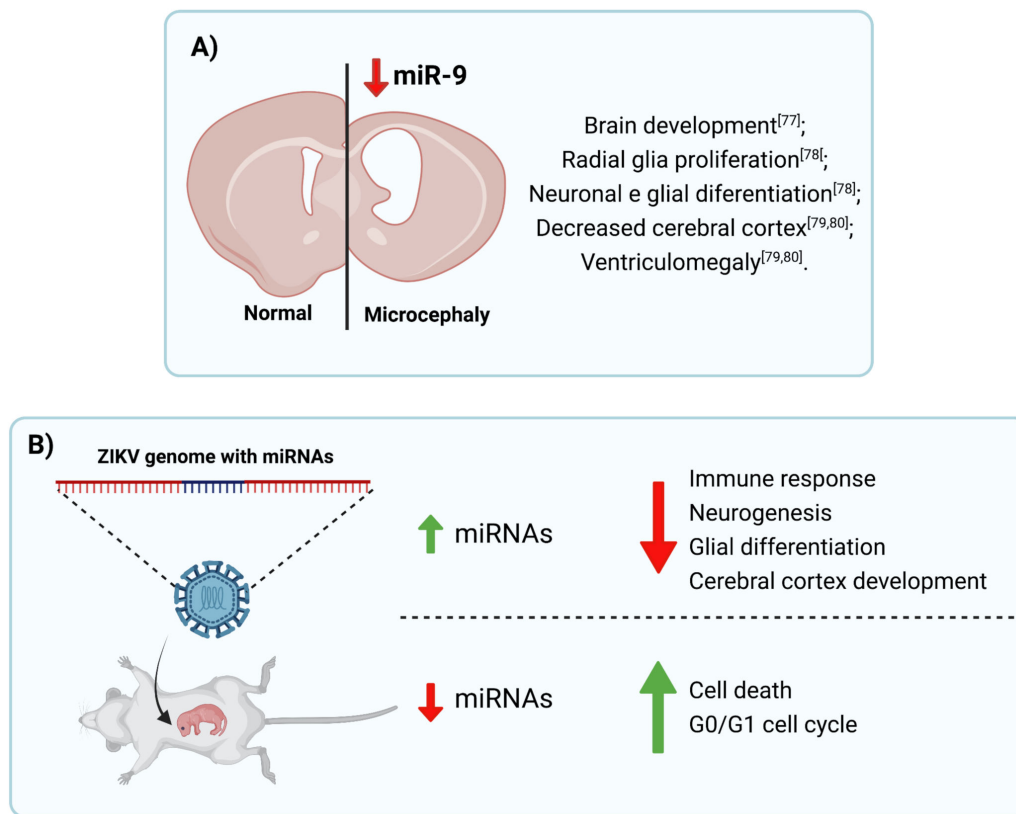 A)
miR-9
Normal
Microcephaly
Brain development[77];
Radial glia proliferation[78[;
Neuronal e glial diferentiation[78];
Decreased cerebral cortex[79,80];
Ventriculomegaly[79,80].
B)
ZIKV genome with miRNAs
miRNAs
Immune response
Neurogenesis
Glial differentiation
Cerebral cortex development
miRNAs
Cell death
G0/G1 cell cycle